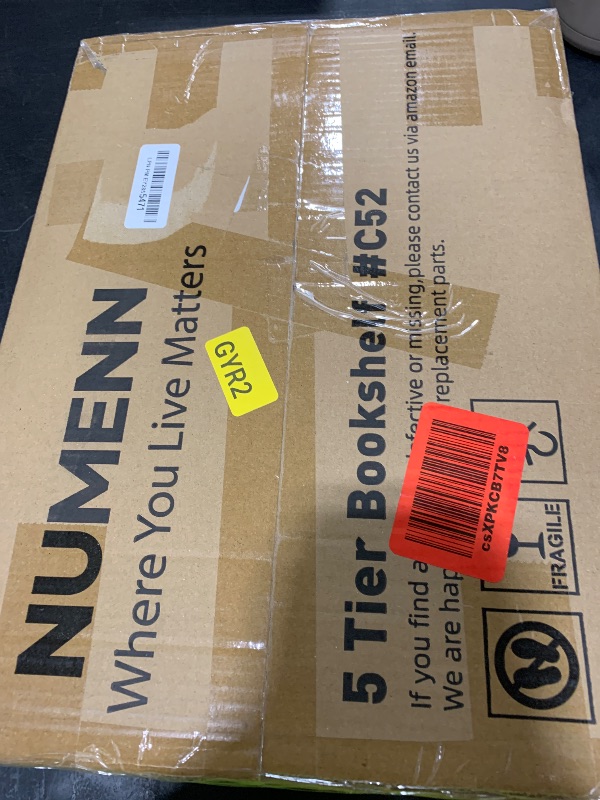 NUMENN
Where You Live Matters
5471
GYR2
5 Tier Bookshelf #C52
If you find a fective or missing,please contact us via amazon email.
We are hap replacement parts.
csXPKCB7TV8
FRAGILE